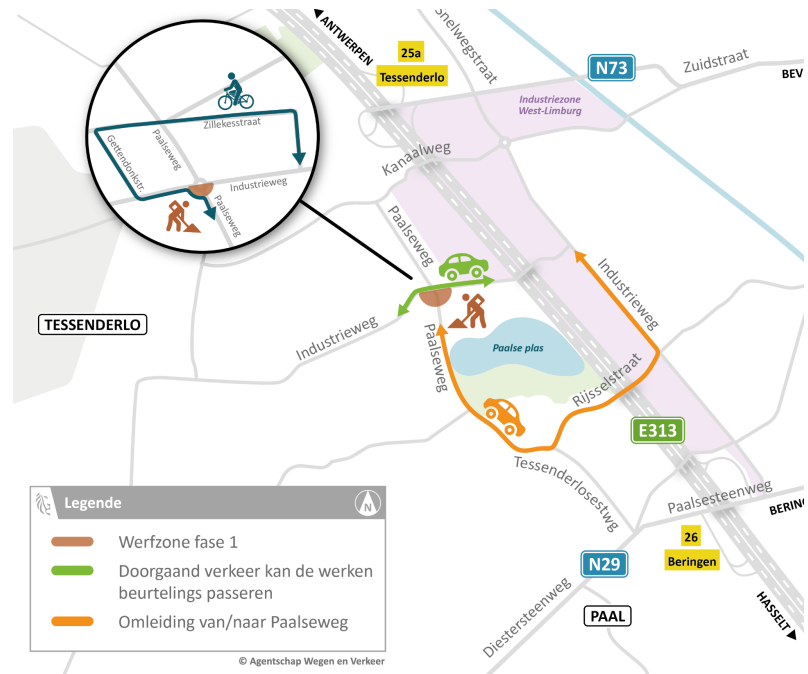 ANTWERPEN
Snelwegstraat
25a
Tessenderlo
N73
Zuidstraat
BEV
Industriezone
West-Limburg
Kanaalweg
Zillekesstraat
Paalseweg
Gettendonkstr.
Industrieweg
Paalseweg
Paalseweg
Industrieweg
TESSENDERLO
Industrieweg
Paalseweg
Paalse plas
Rijsselstraat
E313
Tessenderlosestwg
Paalsesteenweg
BERING
26
Beringen
N29
Diestersteenweg
PAAL
HASSELT
Legende
N
Werfzone fase 1
Doorgaand verkeer kan de werken
beurtelings passeren
Omleiding van/naar Paalseweg
© Agentschap Wegen en Verkeer